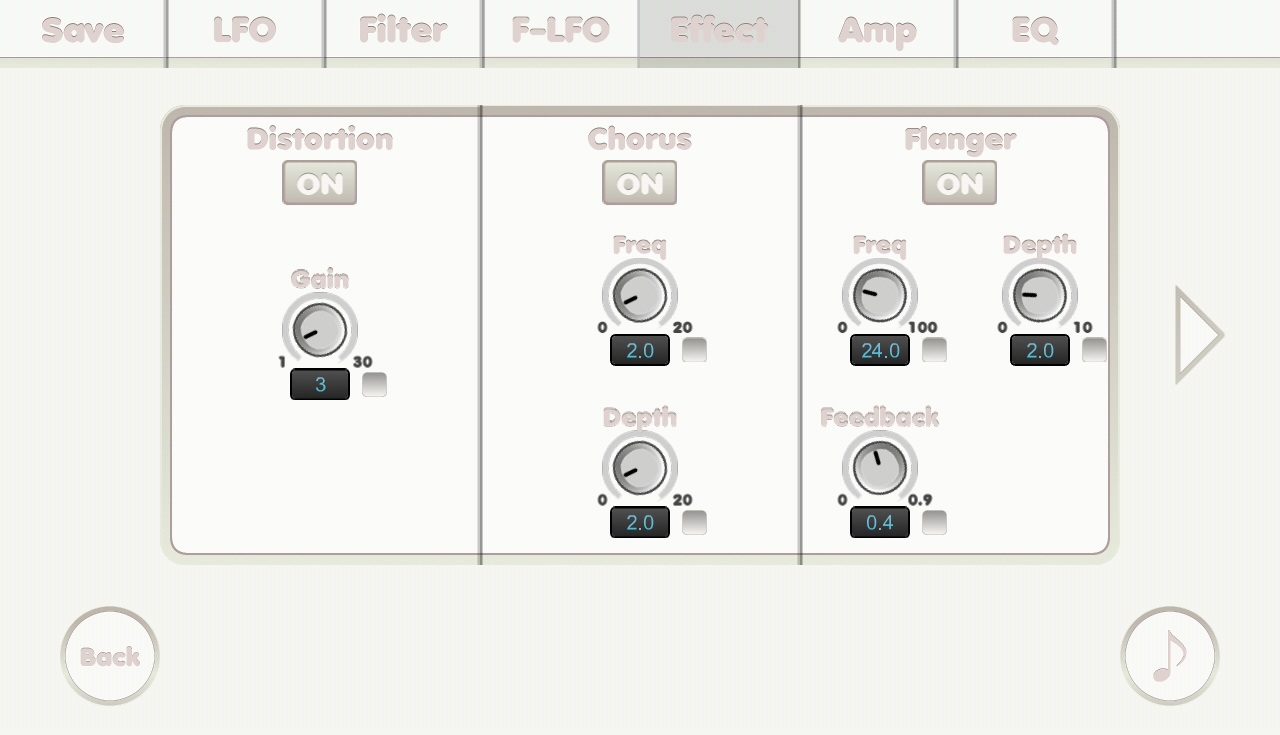 Save LFO Filter F-LFO Effect Amp EQ
Distortion Chorus Flanger
ON ON ON
Freq Freq Depth
Gain
0 20 0 100 0 10
2.0 24.0 2.0
1 30
3
Depth Feedback
0 20 0 0.9
2.0 0.4
Back